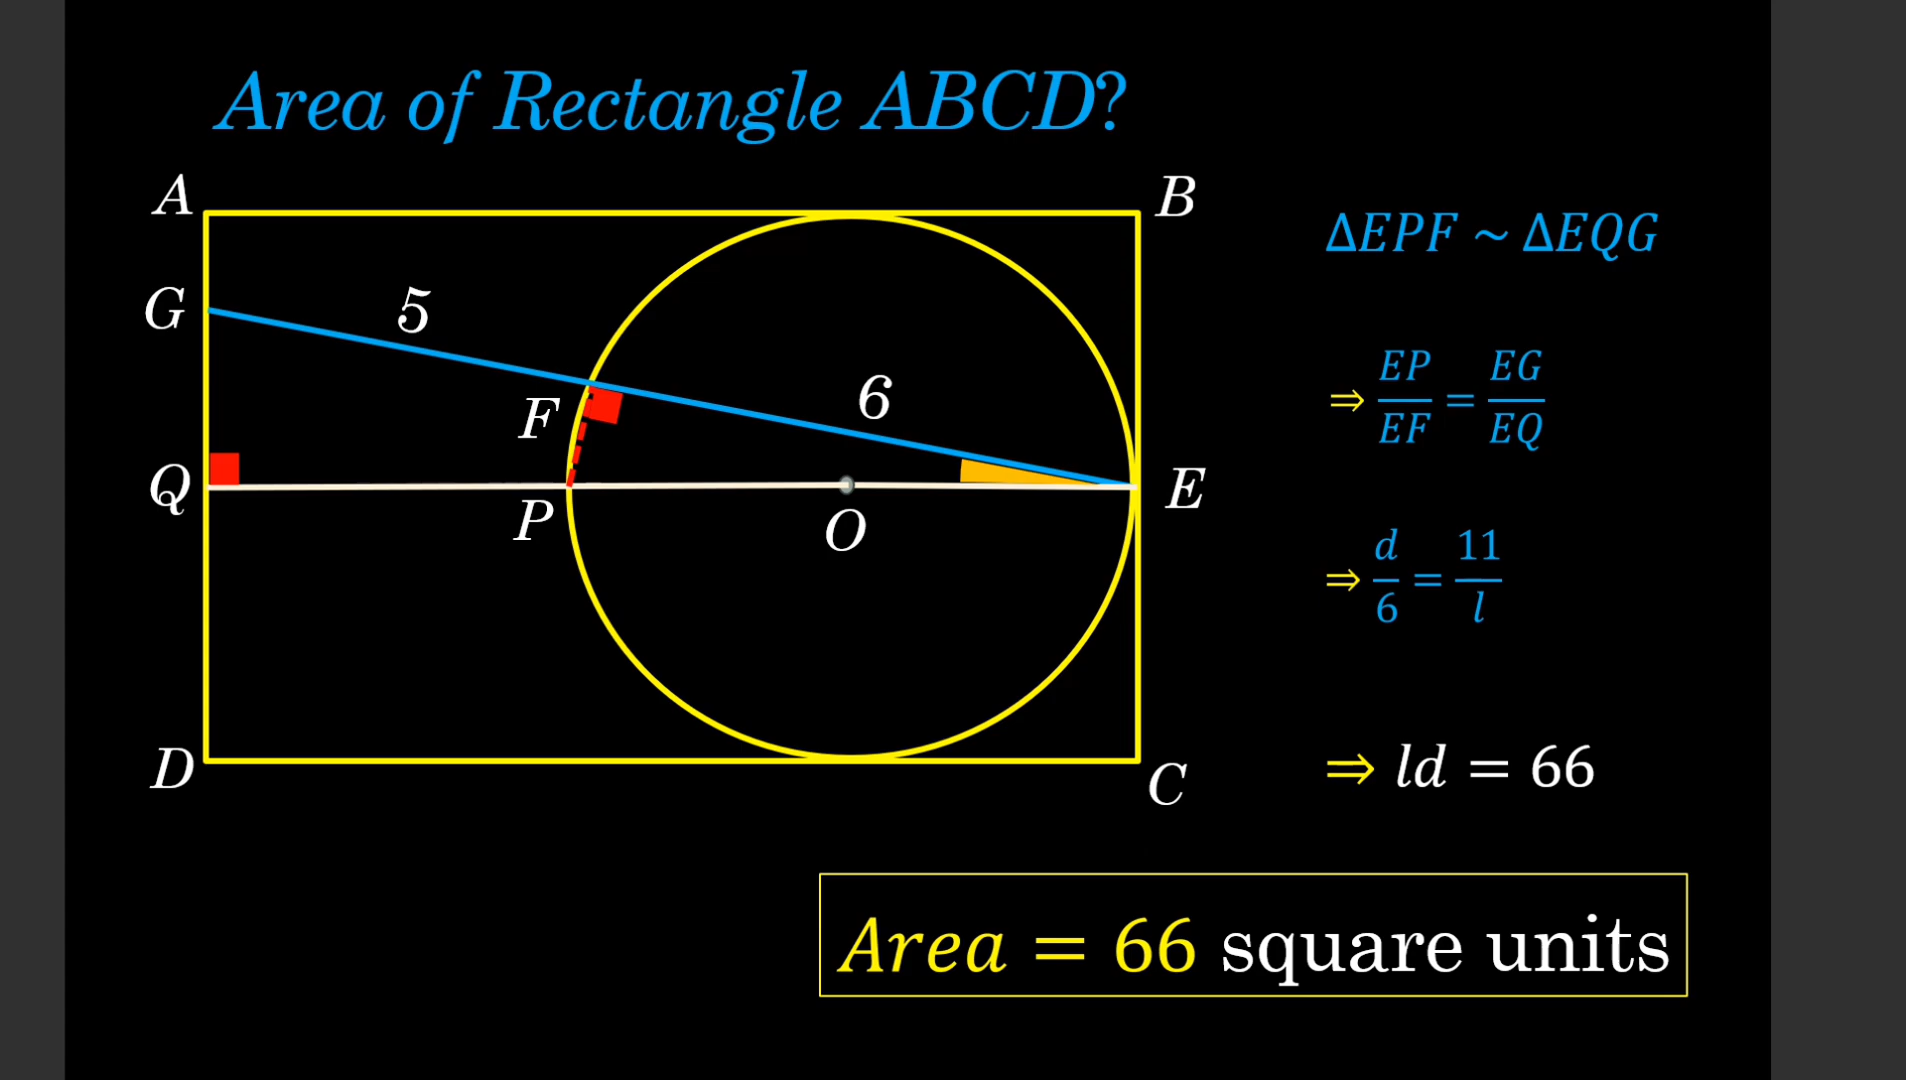 Area of Rectangle ABCD?
A
B
ΔEPF ~ ΔEQG
G
5
⇒ EP/EF = EG/EQ
6
F
Q
E
P
O
⇒ d/6 = 11/l
D
C
⇒ ld = 66
Area = 66 square units